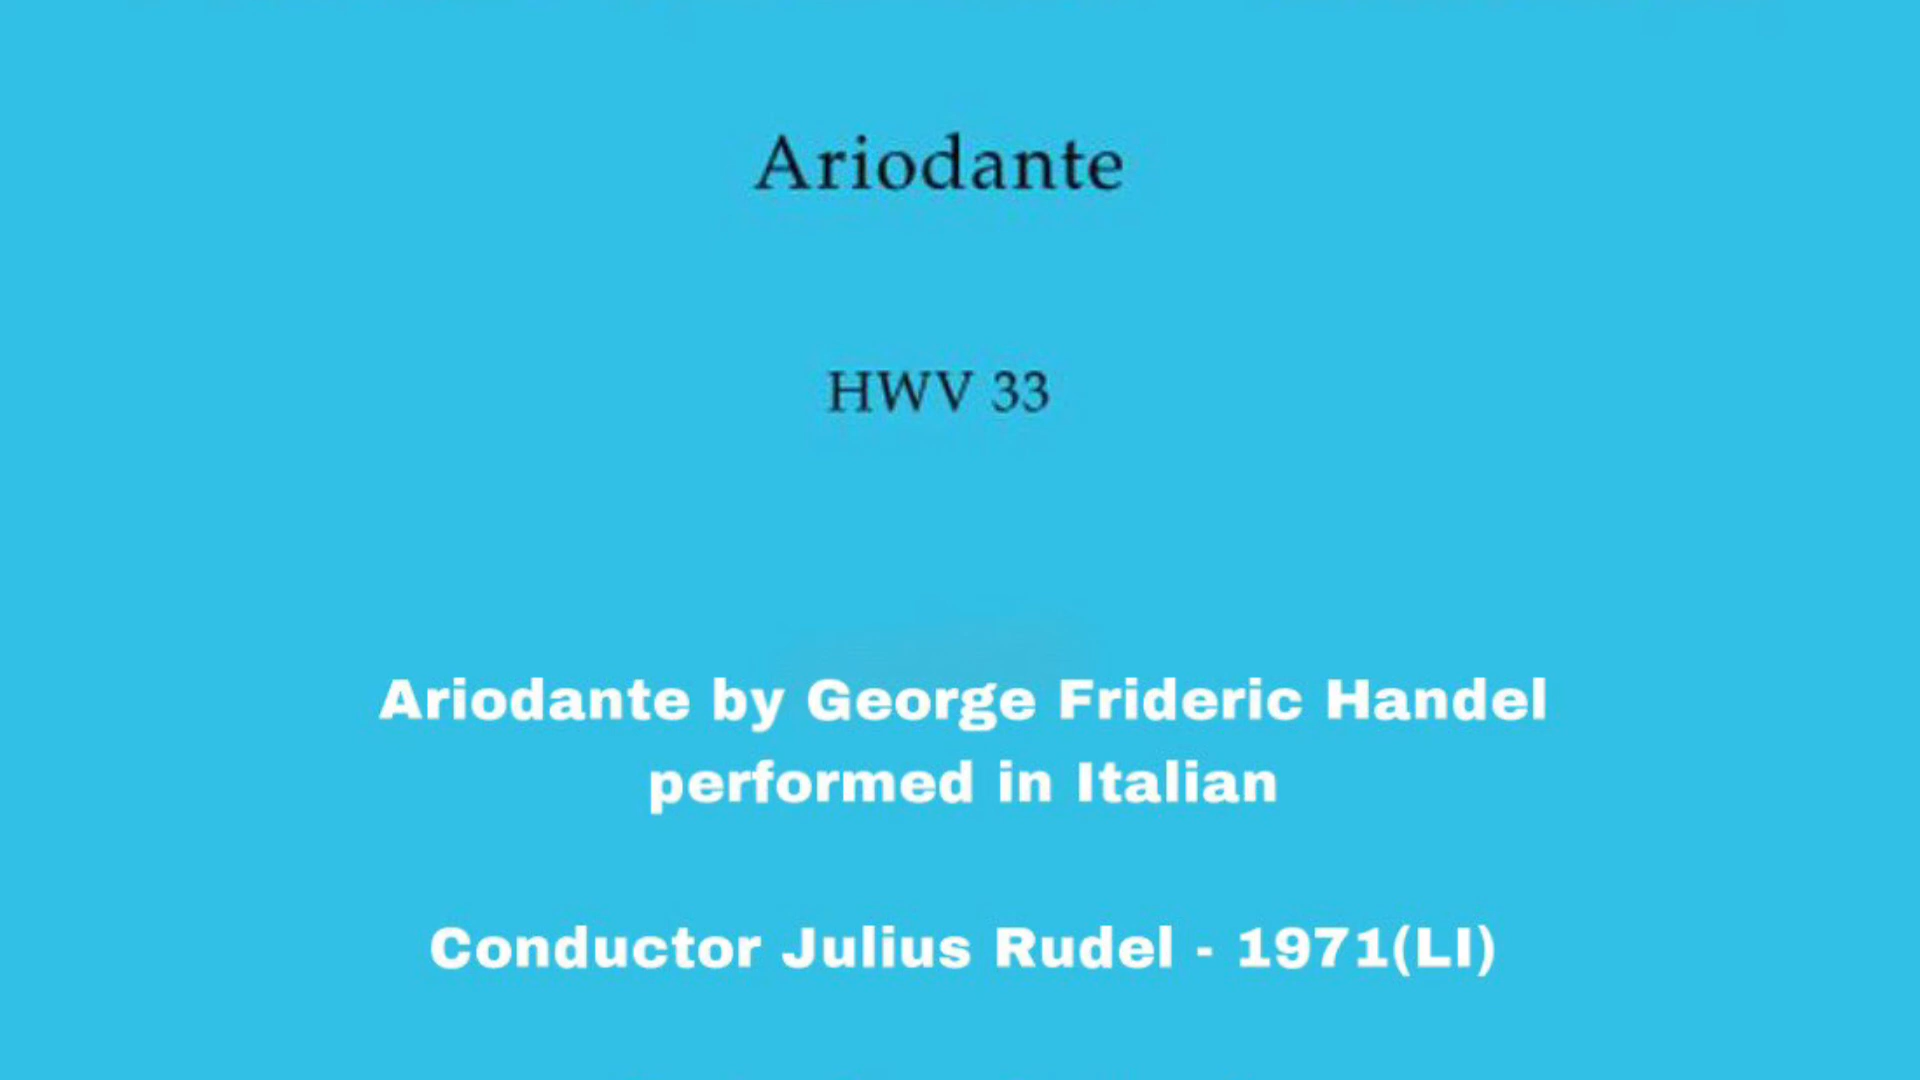 Ariodante
HWV 33
Ariodante by George Frideric Handel
performed in Italian
Conductor Julius Rudel - 1971(LI)